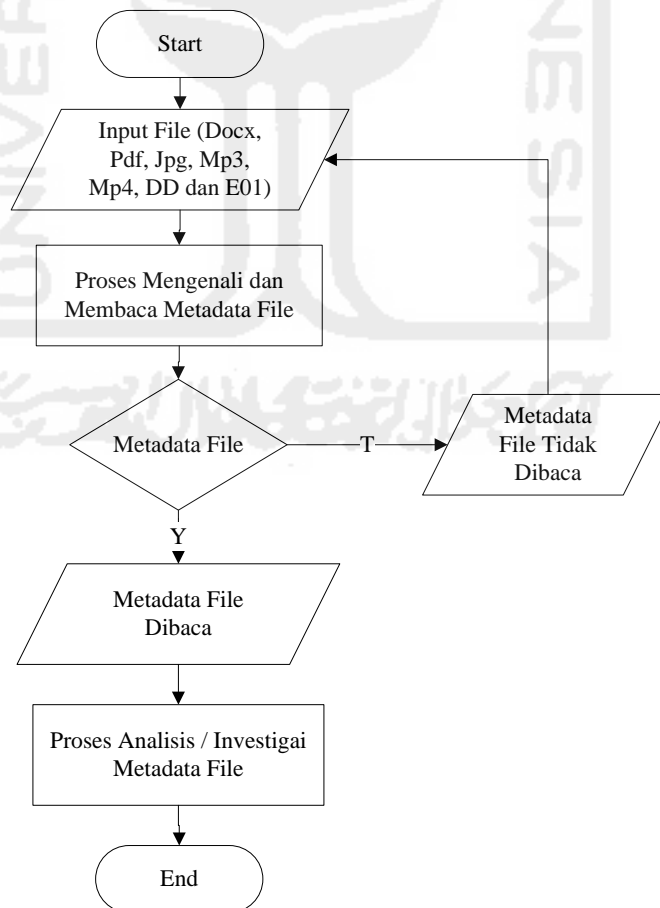 Start
Input File (Docx,
Pdf, Jpg, Mp3,
Mp4, DD dan E01)
Proses Mengenali dan
Membaca Metadata File
Metadata File
T
Metadata
File Tidak
Dibaca
Y
Metadata File
Dibaca
Proses Analisis / Investigai
Metadata File
End